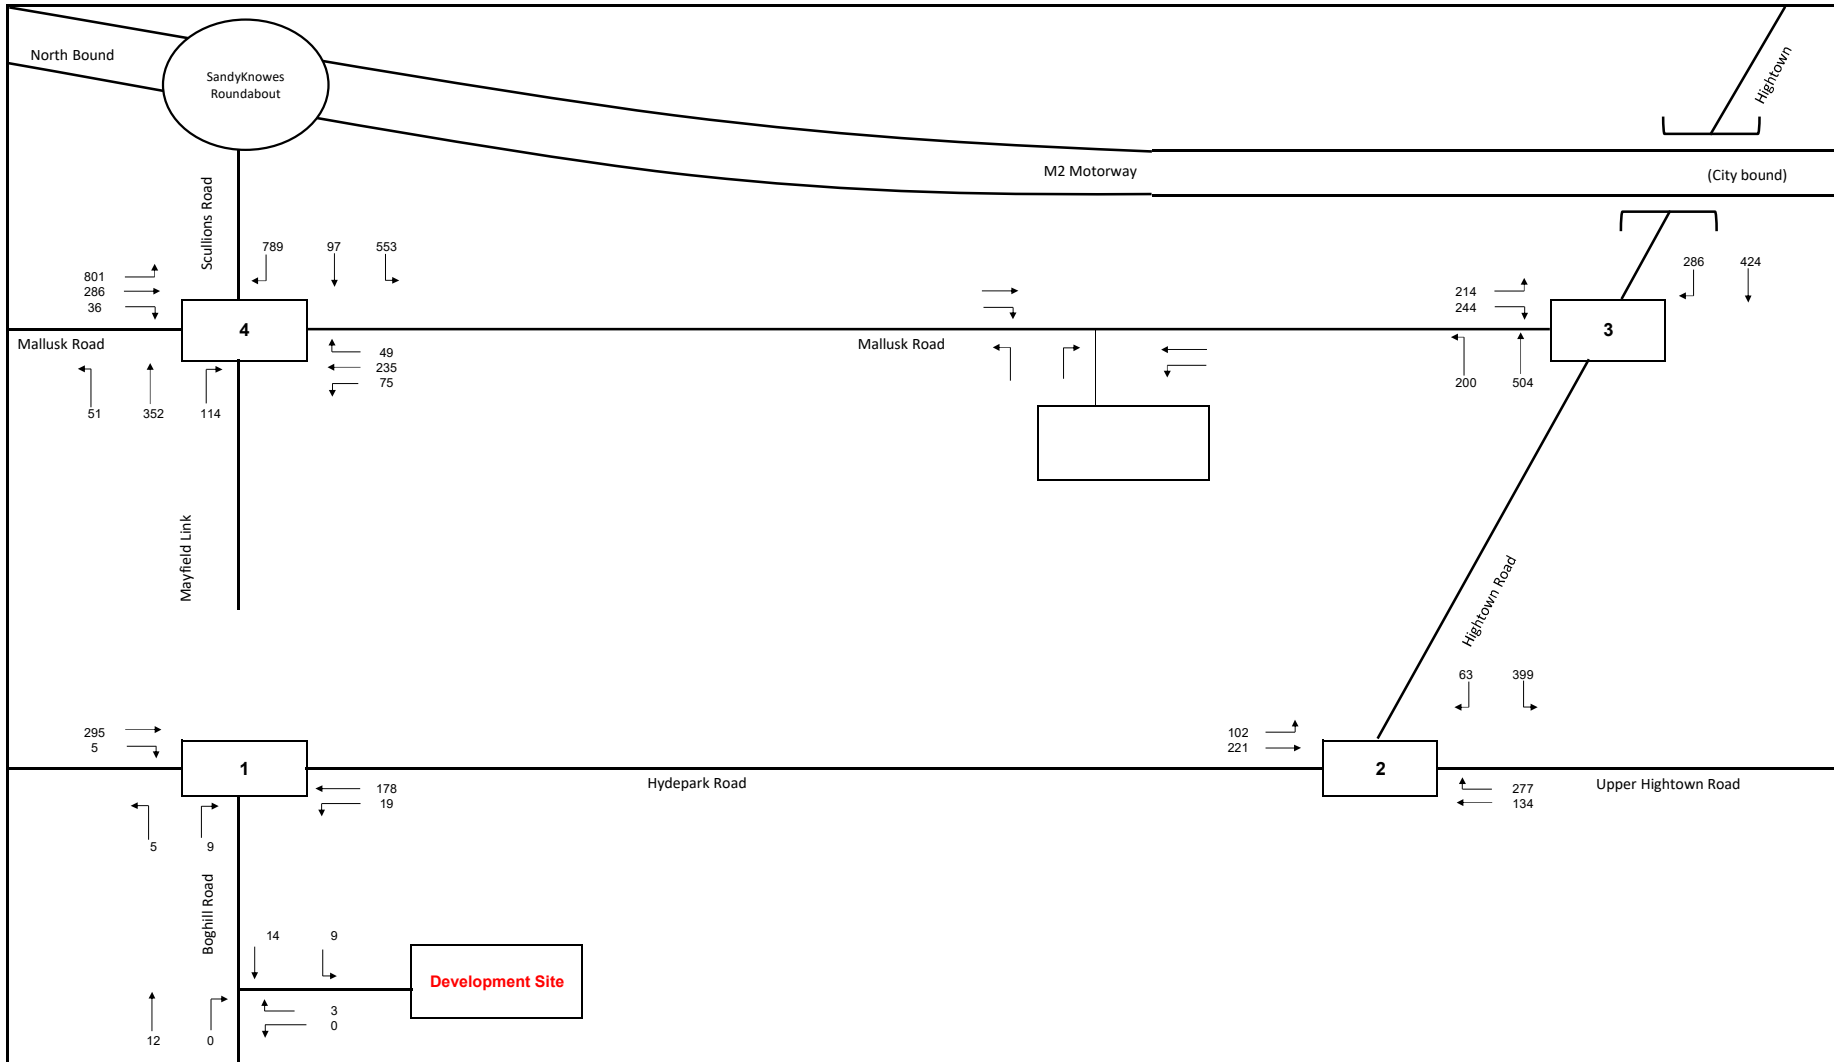 North Bound
SandyKnowes
Roundabout
Hightown
M2 Motorway
(City bound)
Scullions Road
789
97
553
801
286
36
286
424
214
244
4
3
Mallusk Road
Mallusk Road
49
235
75
51
352
114
200
504
Mayfield Link
Hightown Road
63
399
295
5
102
221
1
2
Hydepark Road
Upper Hightown Road
178
19
277
134
5
9
Boghill Road
14
9
Development Site
3
0
12
0